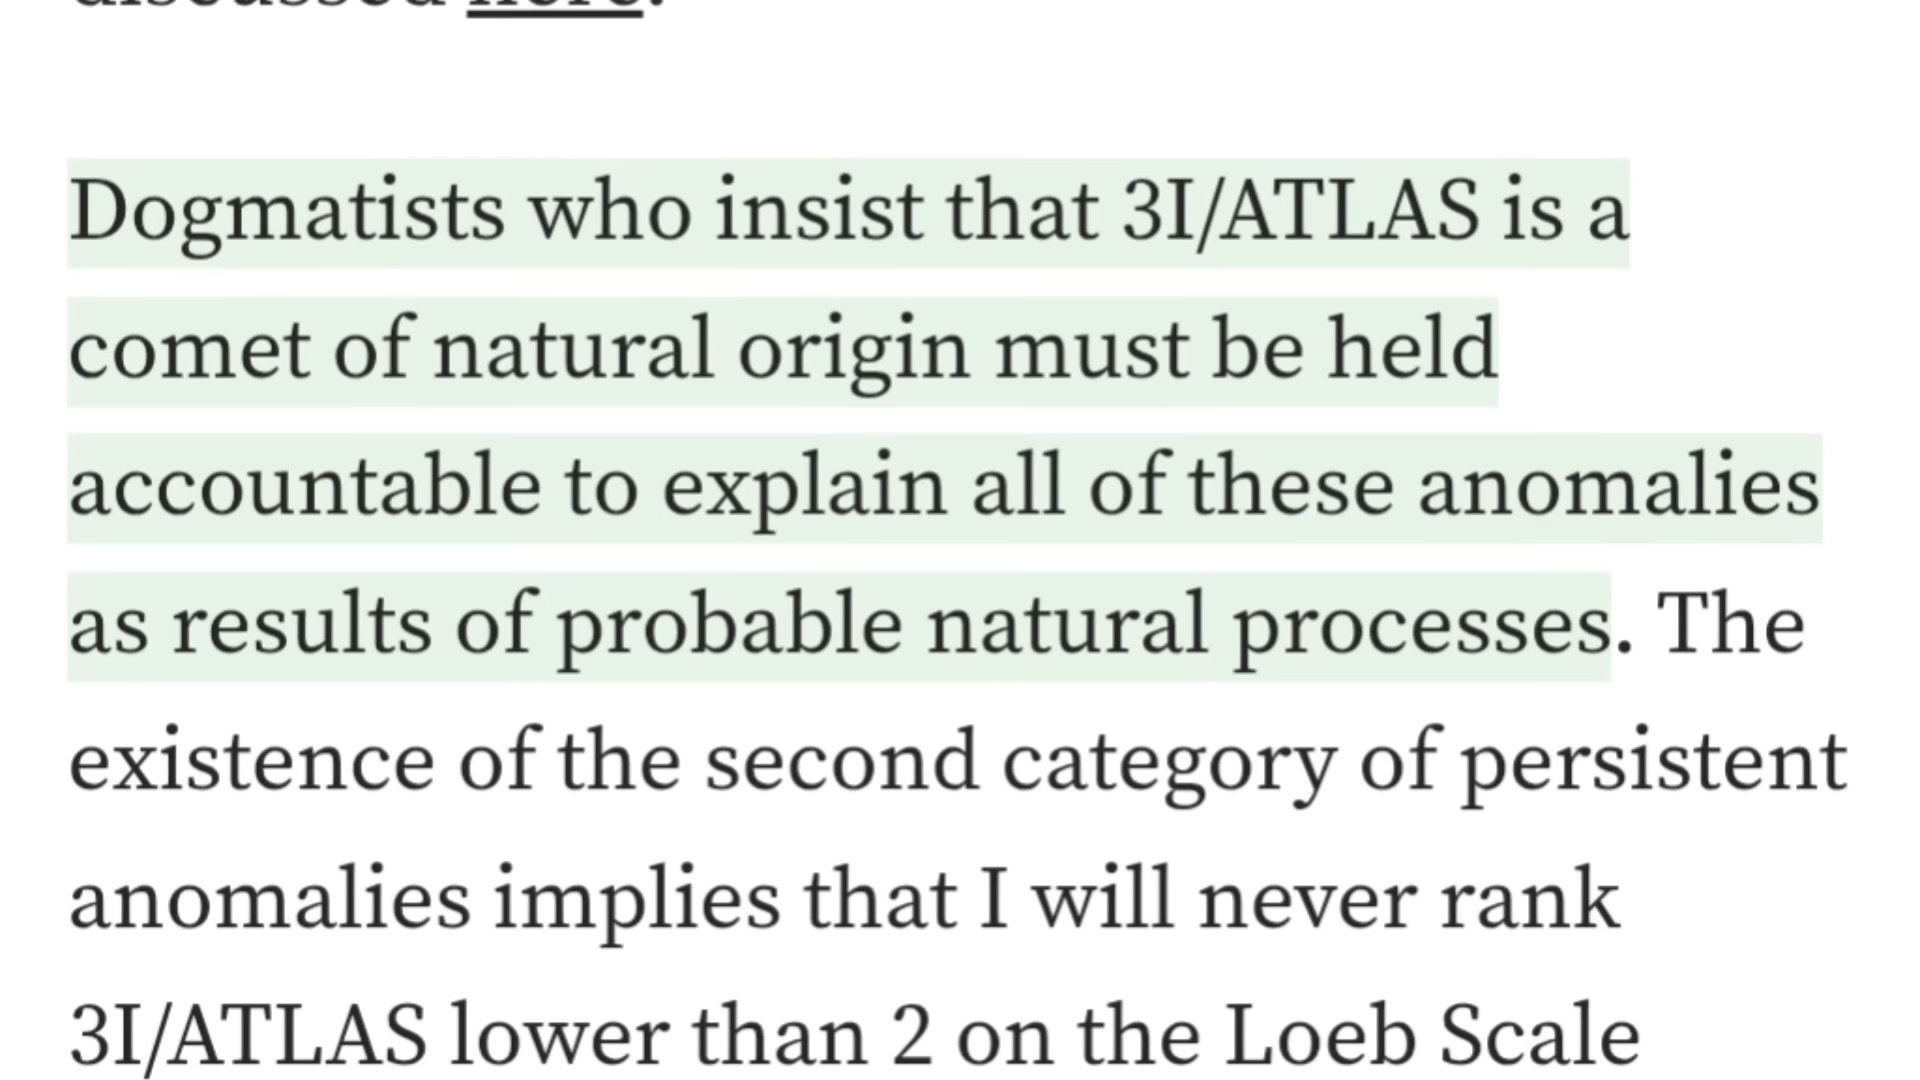 discussed here.
Dogmatists who insist that 3I/ATLAS is a
comet of natural origin must be held
accountable to explain all of these anomalies
as results of probable natural processes. The
existence of the second category of persistent
anomalies implies that I will never rank
3I/ATLAS lower than 2 on the Loeb Scale